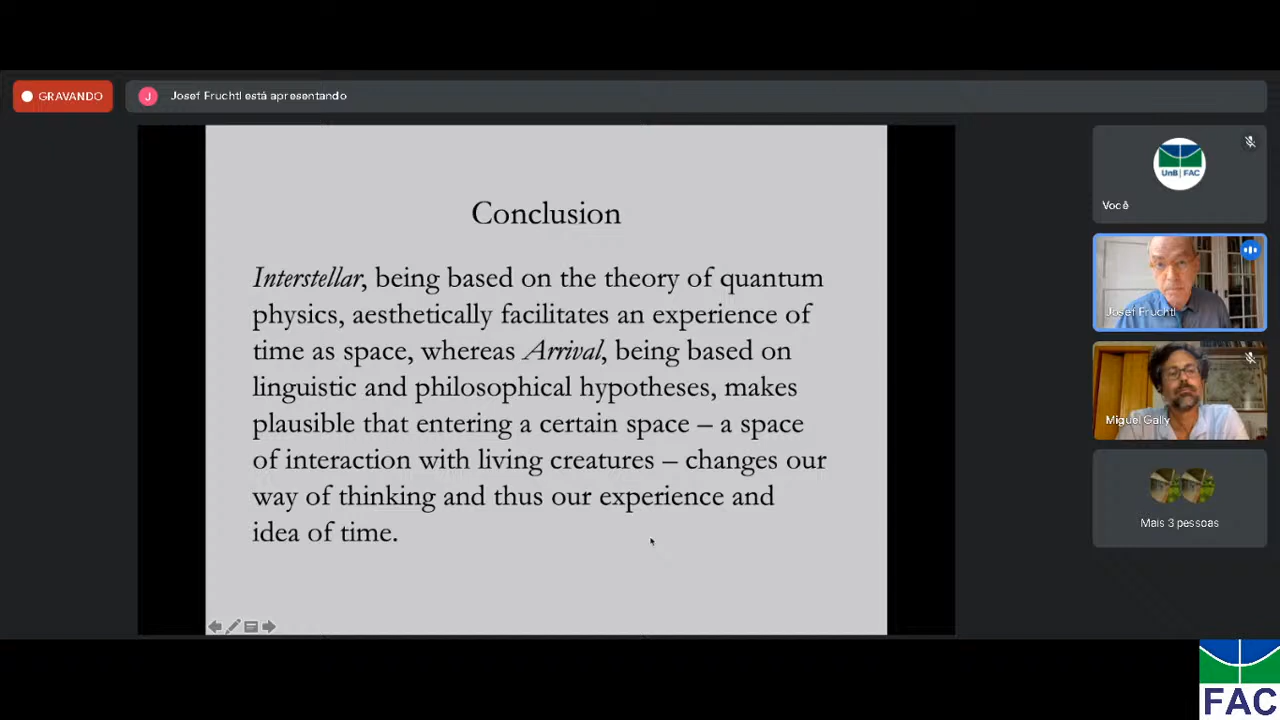 GRAVANDO
J
Josef Fruchtl está apresentando
Conclusion
Interstellar, being based on the theory of quantum
physics, aesthetically facilitates an experience of
time as space, whereas Arrival, being based on
linguistic and philosophical hypotheses, makes
plausible that entering a certain space – a space
of interaction with living creatures – changes our
way of thinking and thus our experience and
idea of time.
UnB | FAC
Você
Josef Fruchtl
Miguel Gally
Mais 3 pessoas
FAC